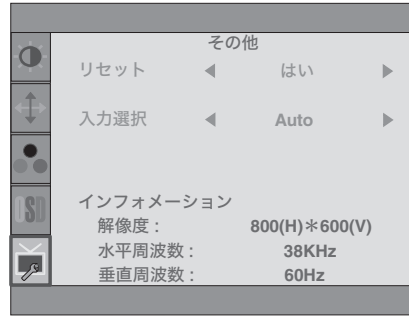 その他
リセット ◀ はい ▶
入力選択 ◀ Auto ▶
OSD
インフォメーション
解像度 : 800(H)＊600(V)
水平周波数 : 38KHz
垂直周波数 : 60Hz